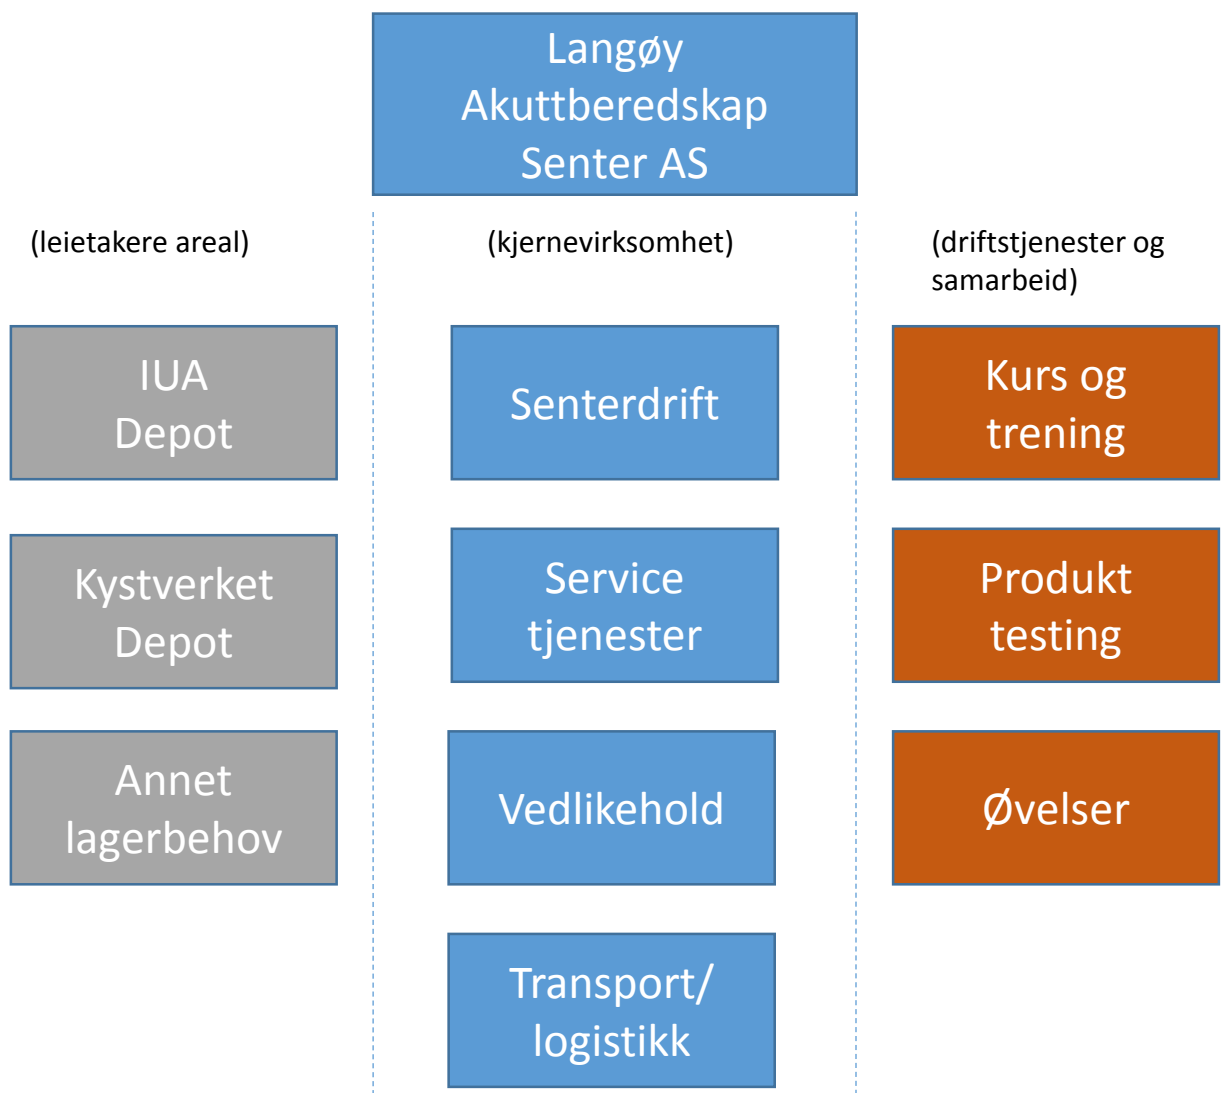 Langøy
Akuttberedskap
Senter AS
(leietakere areal)
(kjernevirksomhet)
(driftstjenester og
samarbeid)
IUA
Depot
Senterdrift
Kurs og
trening
Kystverket
Depot
Service
tjenester
Produkt
testing
Annet
lagerbehov
Vedlikehold
Øvelser
Transport/
logistikk